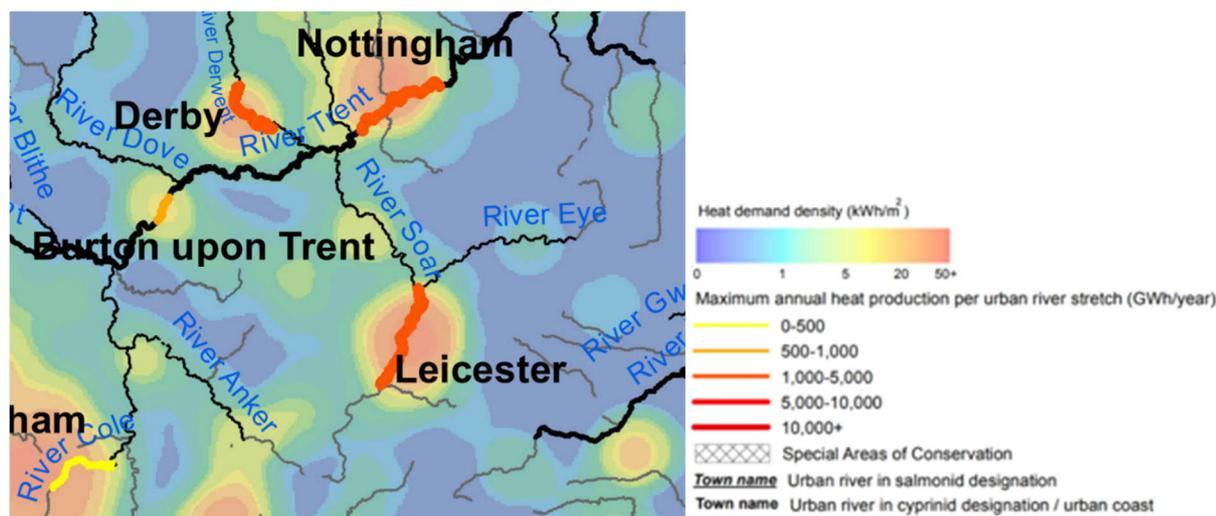 River Derwent
Nottingham
Derby
River Trent
River Dove
River Blithe
River Soar
River Eye
Burton upon Trent
River Gw
River
River Anker
Leicester
ham
River Cole
Heat demand density (kWh/m²)
0 1 5 20 50+
Maximum annual heat production per urban river stretch (GWh/year)
0-500
500-1,000
1,000-5,000
5,000-10,000
10,000+
Special Areas of Conservation
Town name Urban river in salmonid designation
Town name Urban river in cyprinid designation / urban coast